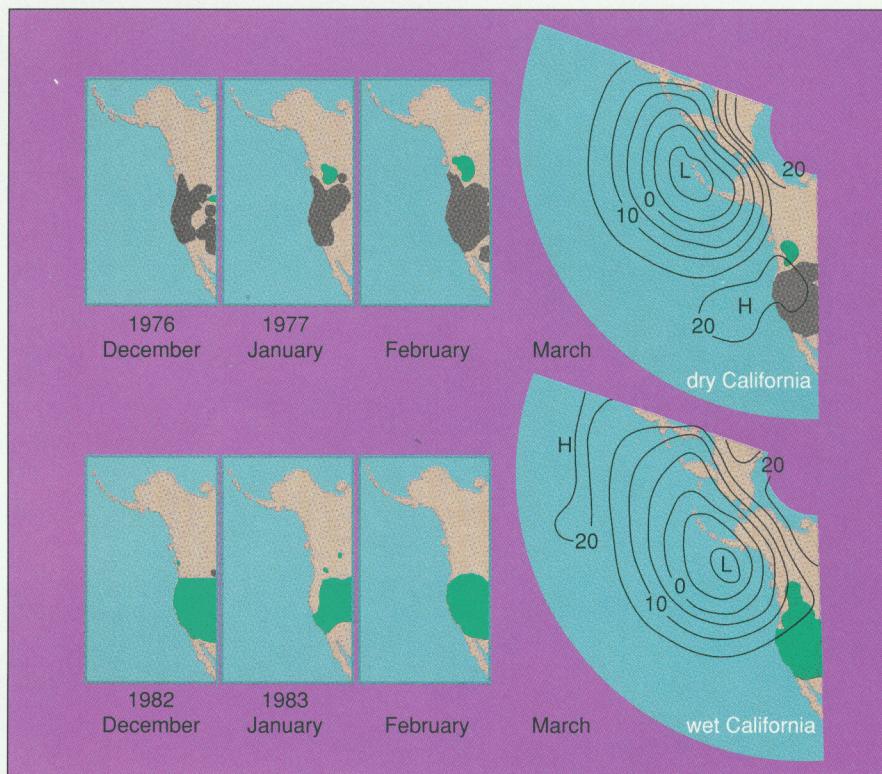 L
20
0
10
H
20
1976
December
1977
January
February
March
dry California
H
20
20
L
0
10
1982
December
1983
January
February
March
wet California